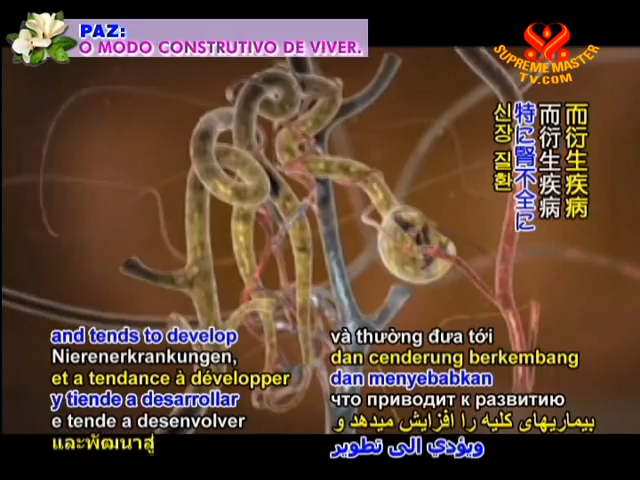 PAZ:
O MODO CONSTRUTIVO DE VIVER.
SUPREME MASTER
TV.COM
而衍生疾病
而衍生疾病
特に腎不全に
신장 질환
and tends to develop
Nierenerkrankungen,
et a tendance à développer
y tiende a desarrollar
e tende a desenvolver
และพัฒนาสู่
và thường đưa tới
dan cenderung berkembang
dan menyebabkan
что приводит к развитию
بیماریهای کلیه را افزایش میدهد و
ويؤدي الى تطوير